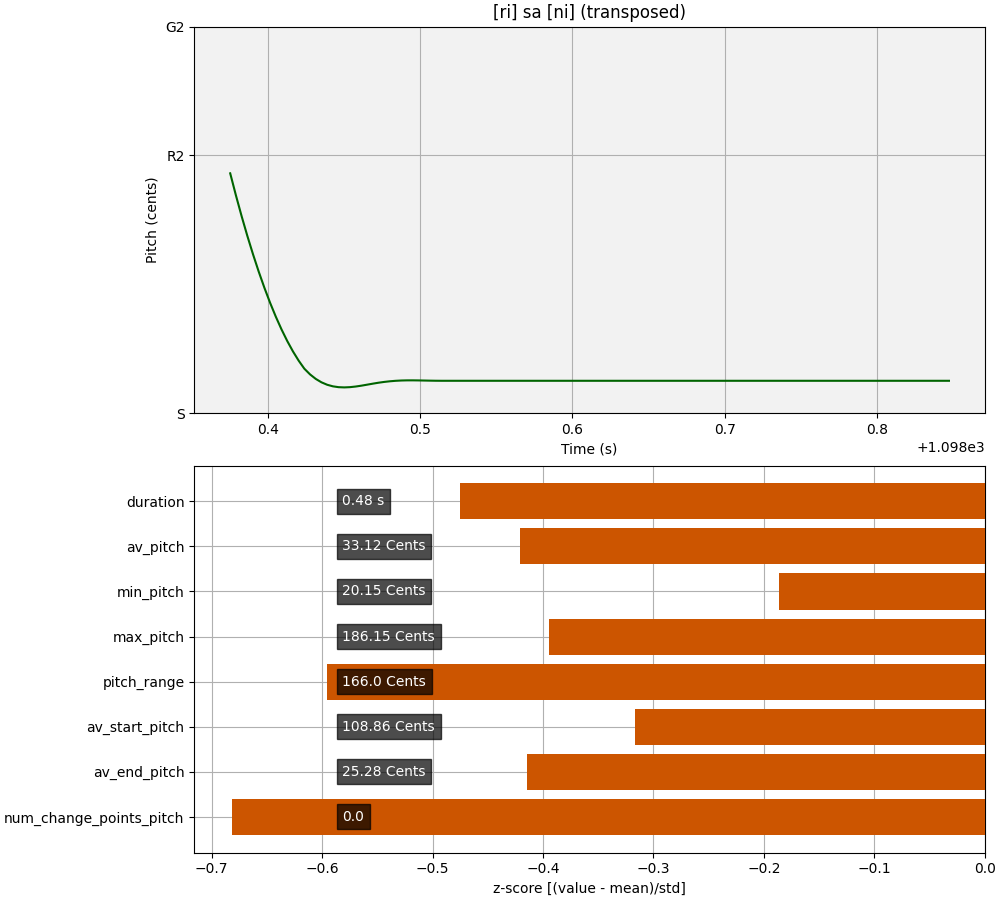 [ri] sa [ni] (transposed)
G2
R2
S
Pitch (cents)
0.4 0.5 0.6 0.7 0.8
Time (s)
+1.098e3
duration 0.48 s
av_pitch 33.12 Cents
min_pitch 20.15 Cents
max_pitch 186.15 Cents
pitch_range 166.0 Cents
av_start_pitch 108.86 Cents
av_end_pitch 25.28 Cents
num_change_points_pitch 0.0
−0.7 −0.6 −0.5 −0.4 −0.3 −0.2 −0.1 0.0
z-score [(value - mean)/std]